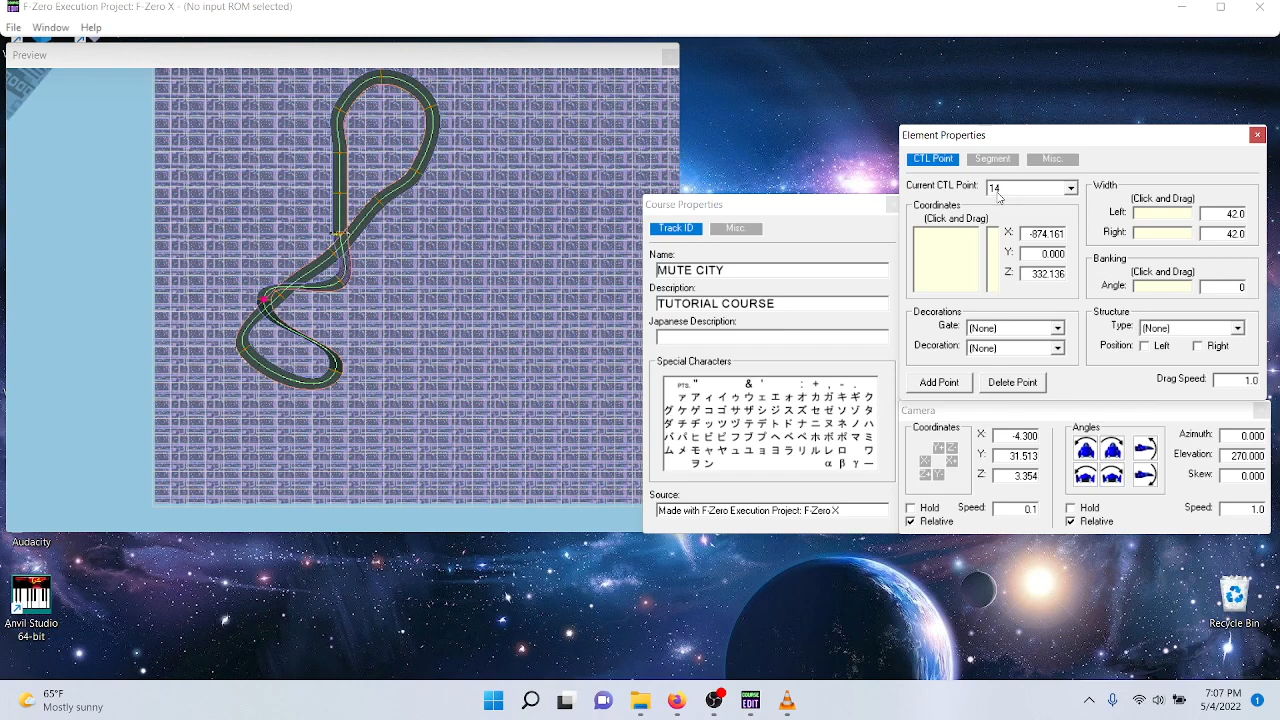 F-Zero Execution Project: F-Zero X - (No input ROM selected)
File Window Help
Preview
Element Properties
CTL Point Segment Misc.
Current CTL Point: 14
Coordinates
(Click and Drag)
X: -874.161
Y: 0.000
Z: 332.136
Width
(Click and Drag)
Left: 42.0
Right: 42.0
Banking
(Click and Drag)
Angle: 0
Decorations
Gate: (None)
Decoration: (None)
Structure
Type: (None)
Position: Left Right
Add Point Delete Point
Drag Speed: 1.0
Course Properties
Track ID Misc.
Name:
MUTE CITY
Description:
TUTORIAL COURSE
Japanese Description:
Special Characters
Source:
Made with F-Zero Execution Project: F-Zero X
Camera
Coordinates
X: -4.300
Y: 31.513
Z: 3.354
Hold Speed: 0.1
Relative
Angles
Azimuth: 0.000
Elevation: 270.000
Skew: 0.000
Hold Speed: 1.0
Relative
Audacity
Anvil Studio
64-bit
Recycle Bin
65°F
Mostly sunny
COURSE
EDIT
7:07 PM
5/4/2022
1